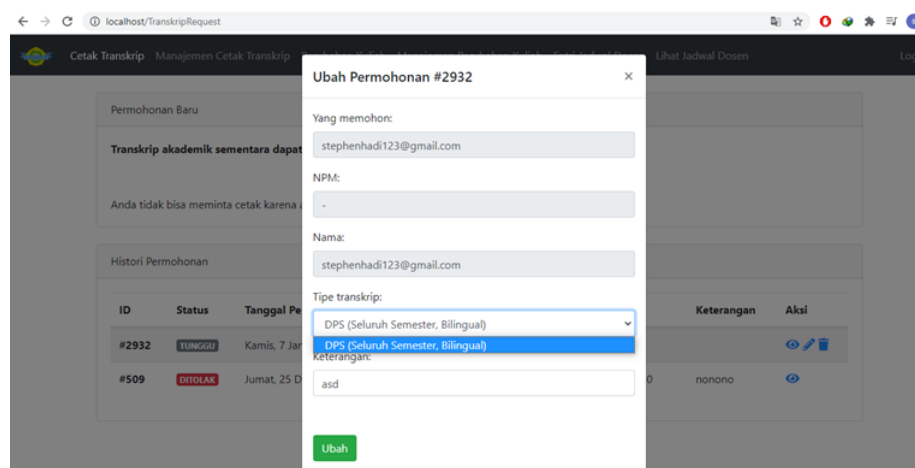 localhost/TranskripRequest
Cetak Transkrip Manajemen Cetak Transkrip Lihat Jadwal Dosen
Ubah Permohonan #2932 ×
Permohonan Baru
Yang memohon:
Transkrip akademik sementara dapat
stephenhadi123@gmail.com
NPM:
Anda tidak bisa meminta cetak karena
-
Nama:
Histori Permohonan
stephenhadi123@gmail.com
Tipe transkrip:
ID Status Tanggal Keterangan Aksi
DPS (Seluruh Semester, Bilingual)
DPS (Seluruh Semester, Bilingual)
#2932 TUNGGU Kamis, 7
Keterangan:
#509 DITOLAK Jumat, 25 0 nonono
asd
Ubah